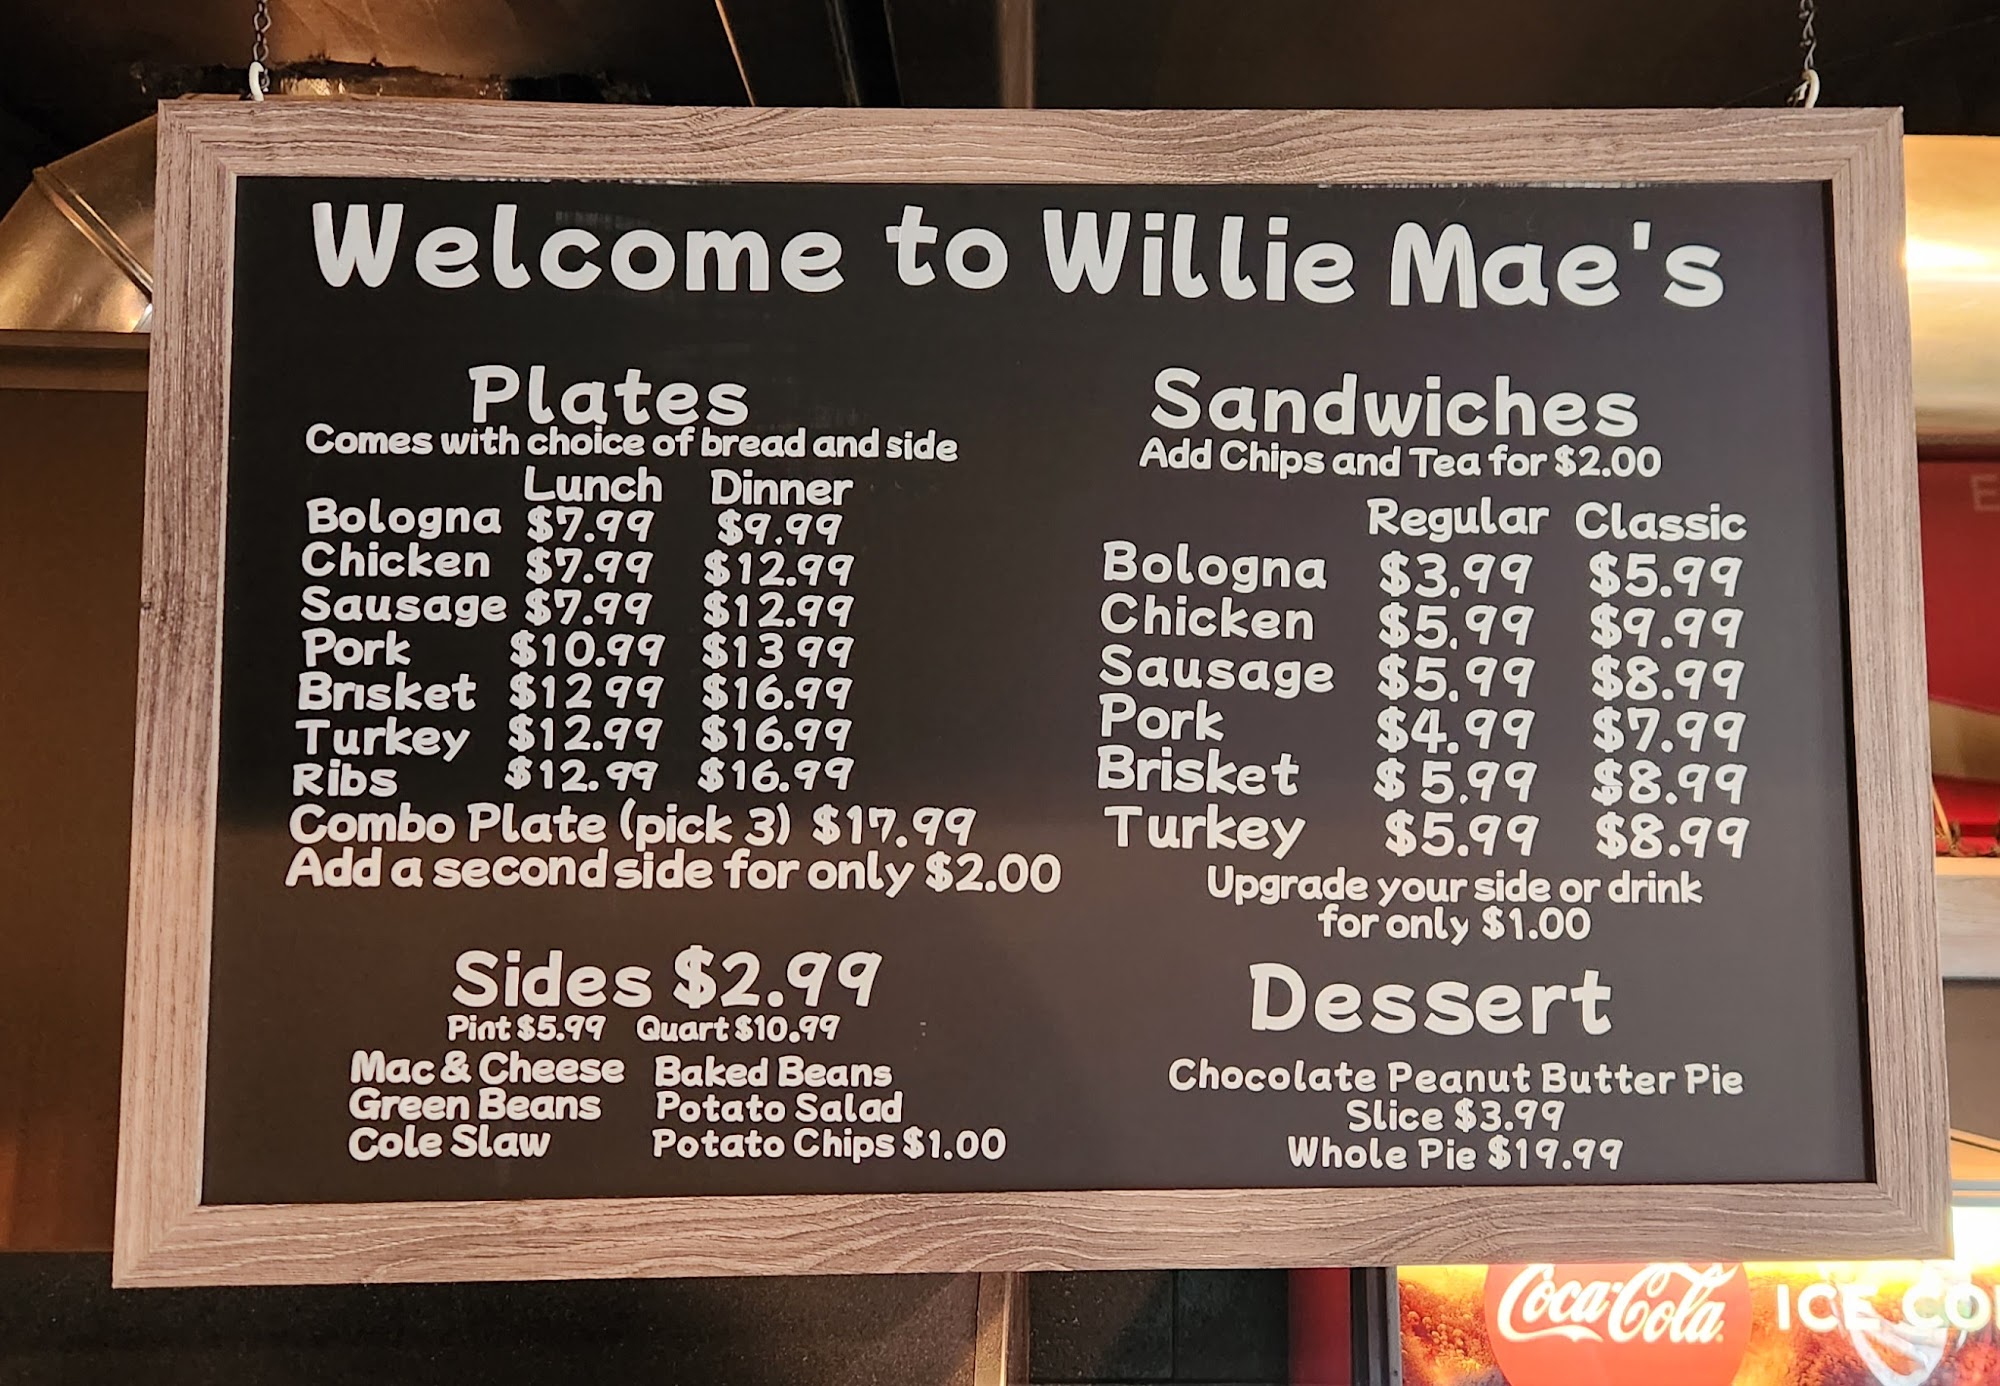 Welcome to Willie Mae's
Plates
Comes with choice of bread and side
Lunch Dinner
Bologna $7.99 $9.99
Chicken $7.99 $12.99
Sausage $7.99 $12.99
Pork $10.99 $13 99
Brisket $12 99 $16.99
Turkey $12.99 $16.99
Ribs $12.99 $16.99
Combo Plate (pick 3) $17.99
Add a second side for only $2.00
Sides $2.99
Pint $5.99 Quart $10.99
Mac & Cheese Baked Beans
Green Beans Potato Salad
Cole Slaw Potato Chips $1.00
Sandwiches
Add Chips and Tea for $2.00
Regular Classic
Bologna $3.99 $5.99
Chicken $5.99 $9.99
Sausage $5.99 $8.99
Pork $4.99 $7.99
Brisket $5.99 $8.99
Turkey $5.99 $8.99
Upgrade your side or drink
for only $1.00
Dessert
Chocolate Peanut Butter Pie
Slice $3.99
Whole Pie $19.99
Coca-Cola ICE